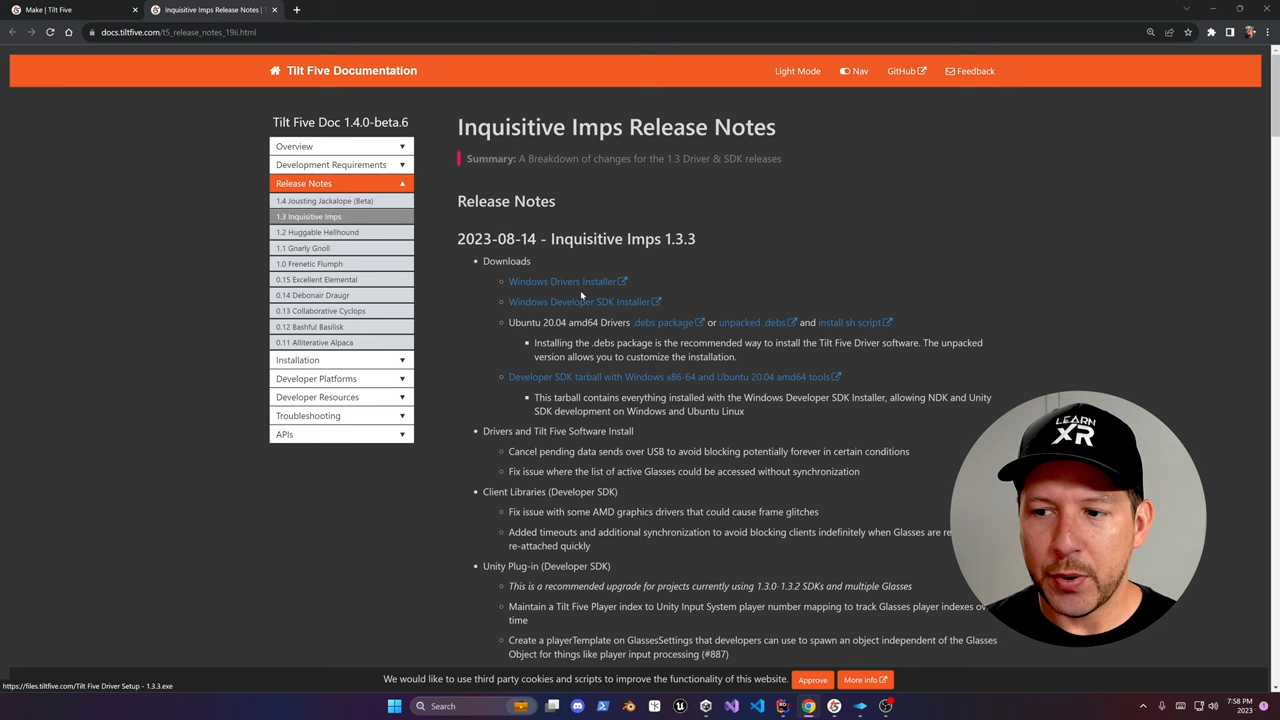 Make | Tilt Five
Inquisitive Imps Release Notes |
docs.tiltfive.com/t5_release_notes_19ii.html
Tilt Five Documentation
Light Mode
Nav
GitHub
Feedback
Tilt Five Doc 1.4.0-beta.6
Overview
Development Requirements
Release Notes
1.4 Jousting Jackalope (Beta)
1.3 Inquisitive Imps
1.2 Huggable Hellhound
1.1 Gnarly Gnoll
1.0 Frenetic Flumph
0.15 Excellent Elemental
0.14 Debonair Draugr
0.13 Collaborative Cyclops
0.12 Bashful Basilisk
0.11 Alliterative Alpaca
Installation
Developer Platforms
Developer Resources
Troubleshooting
APIs
Inquisitive Imps Release Notes
Summary: A Breakdown of changes for the 1.3 Driver & SDK releases
Release Notes
2023-08-14 - Inquisitive Imps 1.3.3
Downloads
Windows Drivers Installer
Windows Developer SDK Installer
Ubuntu 20.04 amd64 Drivers .debs package or unpacked .debs and install sh script
Installing the .debs package is the recommended way to install the Tilt Five Driver software. The unpacked
version allows you to customize the installation.
Developer SDK tarball with Windows x86-64 and Ubuntu 20.04 amd64 tools
This tarball contains everything installed with the Windows Developer SDK Installer, allowing NDK and Unity
SDK development on Windows and Ubuntu Linux
Drivers and Tilt Five Software Install
Cancel pending data sends over USB to avoid blocking potentially forever in certain conditions
Fix issue where the list of active Glasses could be accessed without synchronization
Client Libraries (Developer SDK)
Fix issue with some AMD graphics drivers that could cause frame glitches
Added timeouts and additional synchronization to avoid blocking clients indefinitely when Glasses are re
re-attached quickly
Unity Plug-in (Developer SDK)
This is a recommended upgrade for projects currently using 1.3.0-1.3.2 SDKs and multiple Glasses
Maintain a Tilt Five Player index to Unity Input System player number mapping to track Glasses player indexes ov
time
Create a playerTemplate on GlassesSettings that developers can use to spawn an object independent of the Glasses
Object for things like player input processing (#887)
LEARN
XR
We would like to use third party cookies and scripts to improve the functionality of this website.
Approve
More info
https://files.tiltfive.com/Tilt Five Driver Setup - 1.3.3.exe
Search
7:58 PM
2023